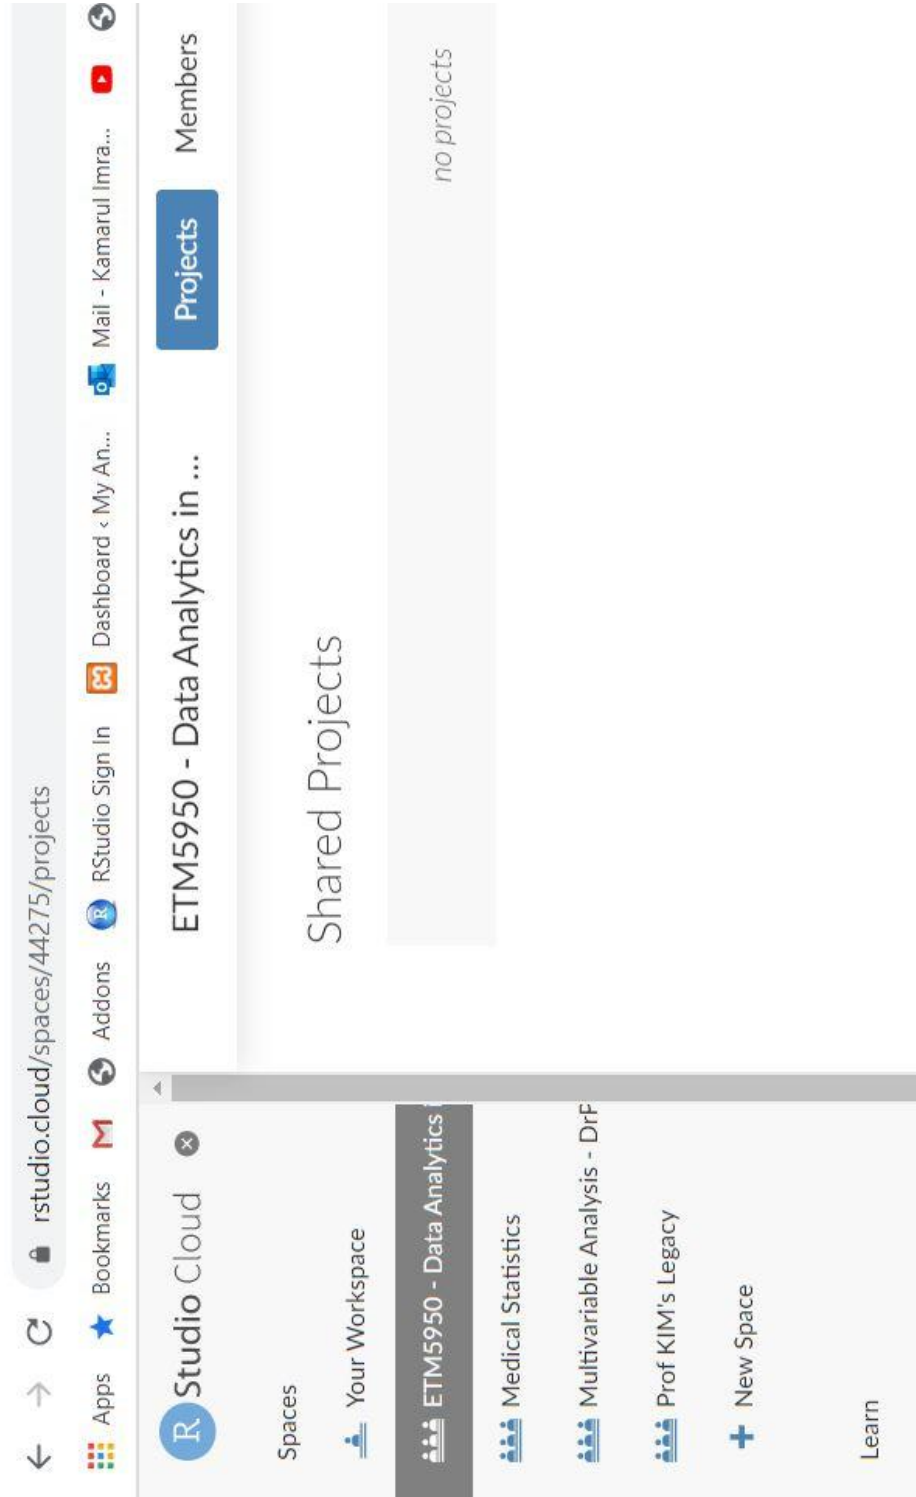 rstudio.cloud/spaces/44275/projects
Apps Bookmarks Addons RStudio Sign In Dashboard < My An... Mail - Kamarul Imra...
R Studio Cloud
ETM5950 - Data Analytics in ...
Projects
Members
Spaces
Your Workspace
ETM5950 - Data Analytics
Medical Statistics
Multivariable Analysis - Dr
Prof KIM's Legacy
New Space
Learn
Shared Projects
no projects